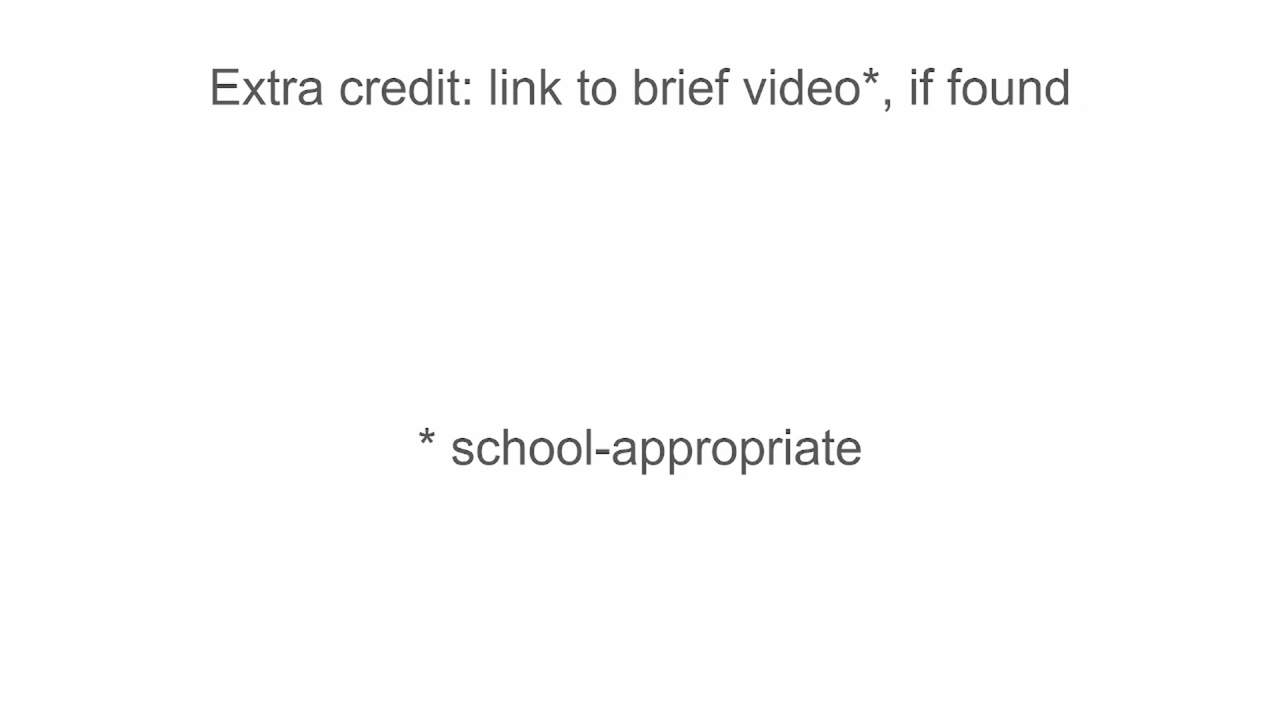 Extra credit: link to brief video*, if found
* school-appropriate